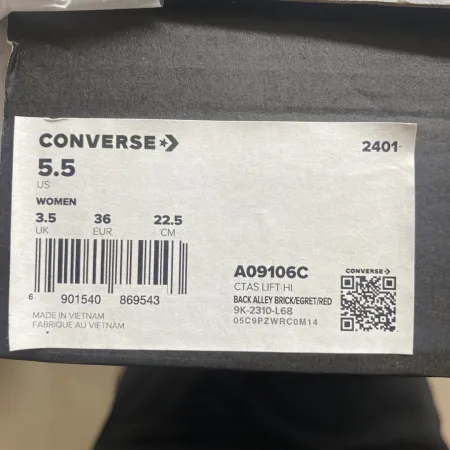 CONVERSE
2401-
5.5
US
WOMEN
3.5 36 22.5
UK EUR CM
6 901540 869543
MADE IN VIETNAM
FABRIQUE AU VIETNAM
A09106C
CTAS LIFT HI
BACK ALLEY BRICK/EGRET/RED
9K-2310-L68
05C9PZWRC0M14
CONVERSE